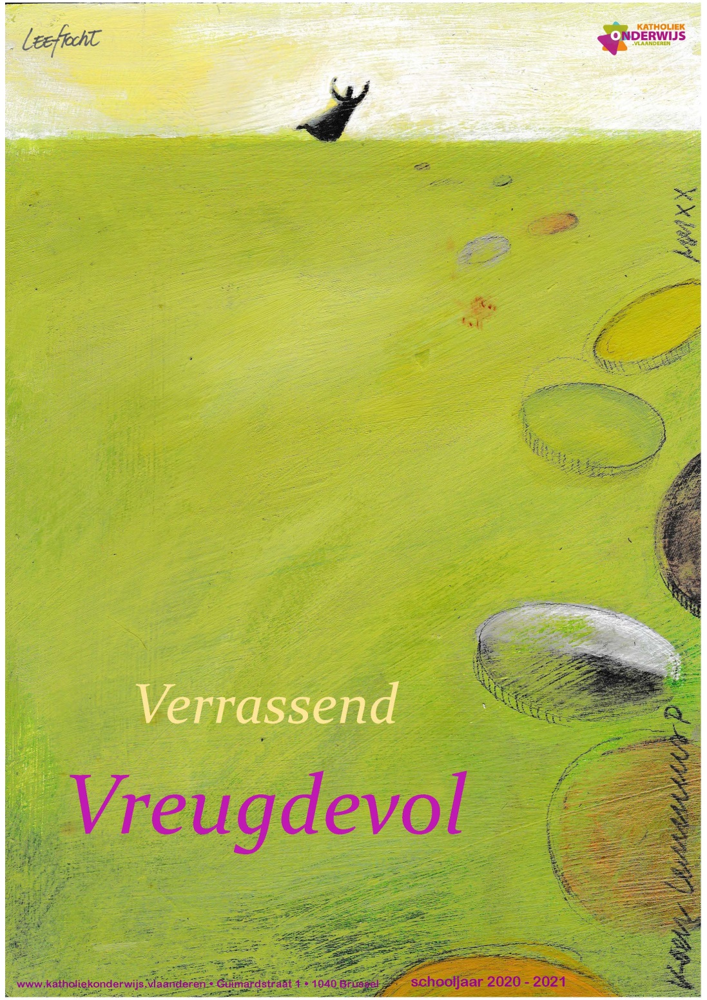 LEEftocht
KATHOLIEK
ONDERWIJS
.VLAANDEREN
Verrassend
Vreugdevol
www.katholiekonderwijs.vlaanderen • Guimardstraat 1 • 1040 Brussel
schooljaar 2020 - 2021